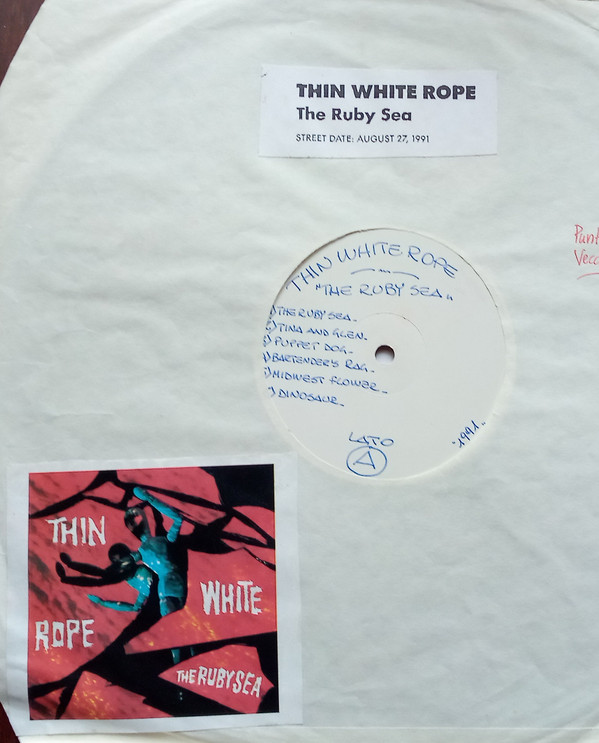 THIN WHITE ROPE
The Ruby Sea
STREET DATE: AUGUST 27, 1991
THIN WHITE ROPE
"THE RUBY SEA"
THE RUBY SEA.
TINA AND GLEN.
PUPPET DOG.
BARTENDER'S RAG.
MIDWEST FLOWER.
DINOSAUR.
LATO
A
1991
THIN
WHITE
ROPE
THE RUBY SEA